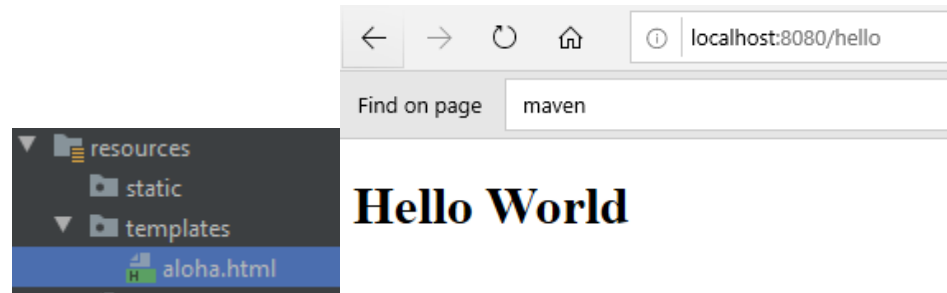 resources
static
templates
H aloha.html
localhost:8080/hello
Find on page maven
Hello World